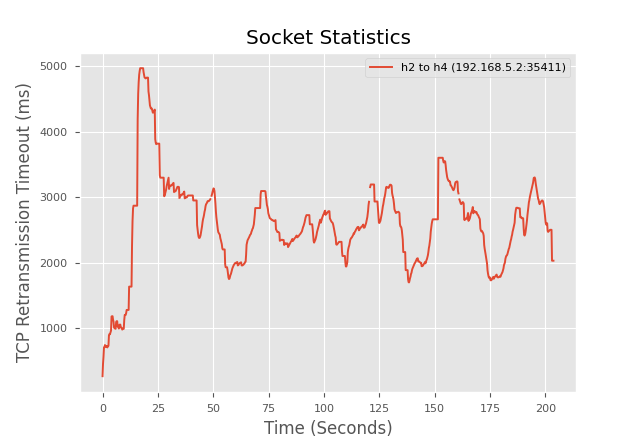 Socket Statistics
h2 to h4 (192.168.5.2:35411)
TCP Retransmission Timeout (ms)
5000
4000
3000
2000
1000
0 25 50 75 100 125 150 175 200
Time (Seconds)